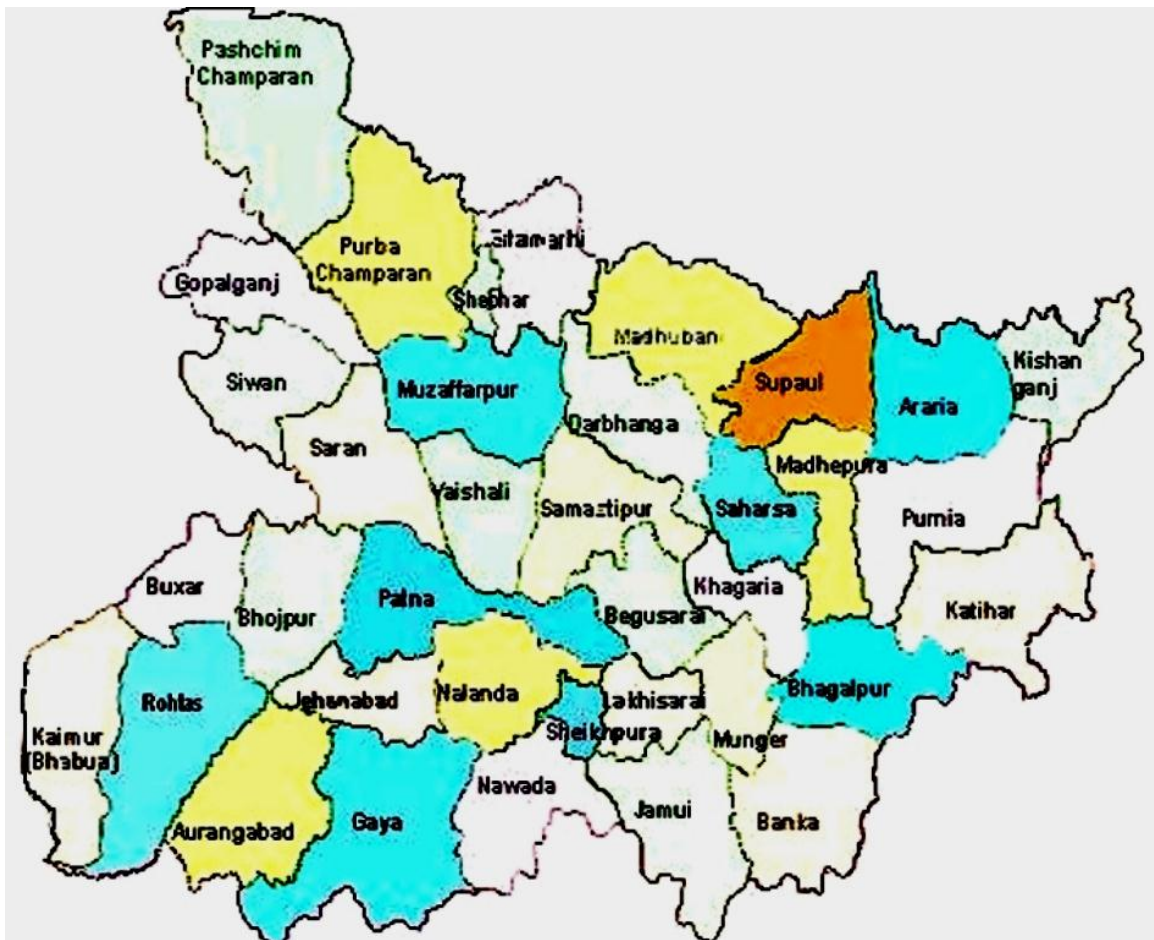 Pashchim
Champaran
Purba
Champaran
Sitamarhi
Gopalganj
Sheohar
Madhubani
Kishan
ganj
Siwan
Muzaffarpur
Supaul
Araria
Darbhanga
Saran
Madhepura
Vaishali
Samastipur
Saharsa
Purnia
Buxar
Bhojpur
Patna
Khagaria
Begusarai
Katihar
Rohtas
Jehanabad
Nalanda
Lakhisarai
Bhagalpur
Kaimur
(Bhabua)
Sheikhpura
Munger
Nawada
Aurangabad
Gaya
Jamui
Banka